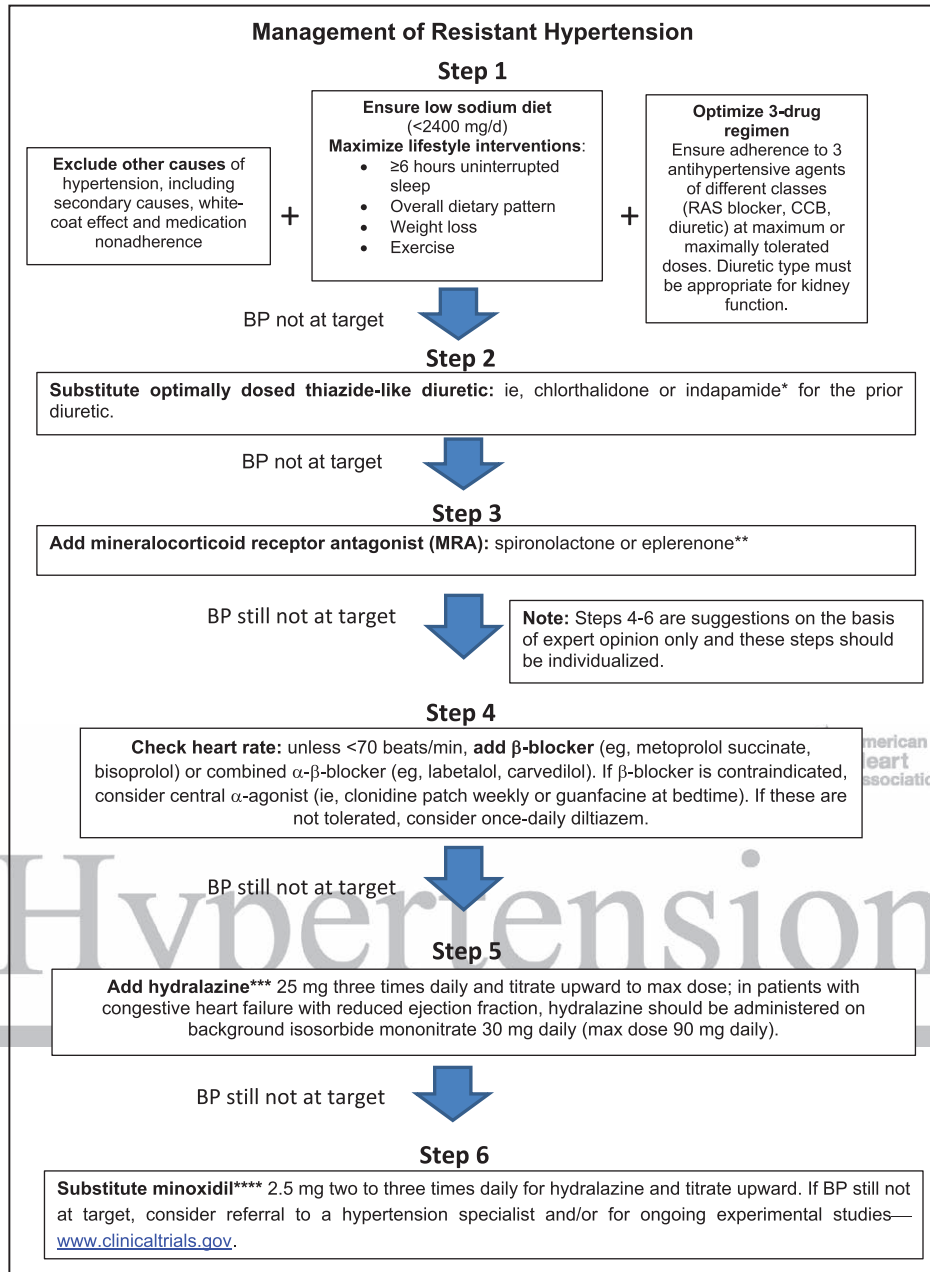 Management of Resistant Hypertension
Step 1
Exclude other causes of
hypertension, including
secondary causes, white-
coat effect and medication
nonadherence
+
Ensure low sodium diet
(<2400 mg/d)
Maximize lifestyle interventions:
• ≥6 hours uninterrupted
sleep
• Overall dietary pattern
• Weight loss
• Exercise
+
Optimize 3-drug
regimen
Ensure adherence to 3
antihypertensive agents
of different classes
(RAS blocker, CCB,
diuretic) at maximum or
maximally tolerated
doses. Diuretic type must
be appropriate for kidney
function.
BP not at target
Step 2
Substitute optimally dosed thiazide-like diuretic: ie, chlorthalidone or indapamide* for the prior
diuretic.
BP not at target
Step 3
Add mineralocorticoid receptor antagonist (MRA): spironolactone or eplerenone**
BP still not at target
Note: Steps 4-6 are suggestions on the basis
of expert opinion only and these steps should
be individualized.
Step 4
Check heart rate: unless <70 beats/min, add β-blocker (eg, metoprolol succinate,
bisoprolol) or combined α-β-blocker (eg, labetalol, carvedilol). If β-blocker is contraindicated,
consider central α-agonist (ie, clonidine patch weekly or guanfacine at bedtime). If these are
not tolerated, consider once-daily diltiazem.
merican
eart
ssociation
BP still not at target
Hypertension
Step 5
Add hydralazine*** 25 mg three times daily and titrate upward to max dose; in patients with
congestive heart failure with reduced ejection fraction, hydralazine should be administered on
background isosorbide mononitrate 30 mg daily (max dose 90 mg daily).
BP still not at target
Step 6
Substitute minoxidil**** 2.5 mg two to three times daily for hydralazine and titrate upward. If BP still not
at target, consider referral to a hypertension specialist and/or for ongoing experimental studies—
www.clinicaltrials.gov.